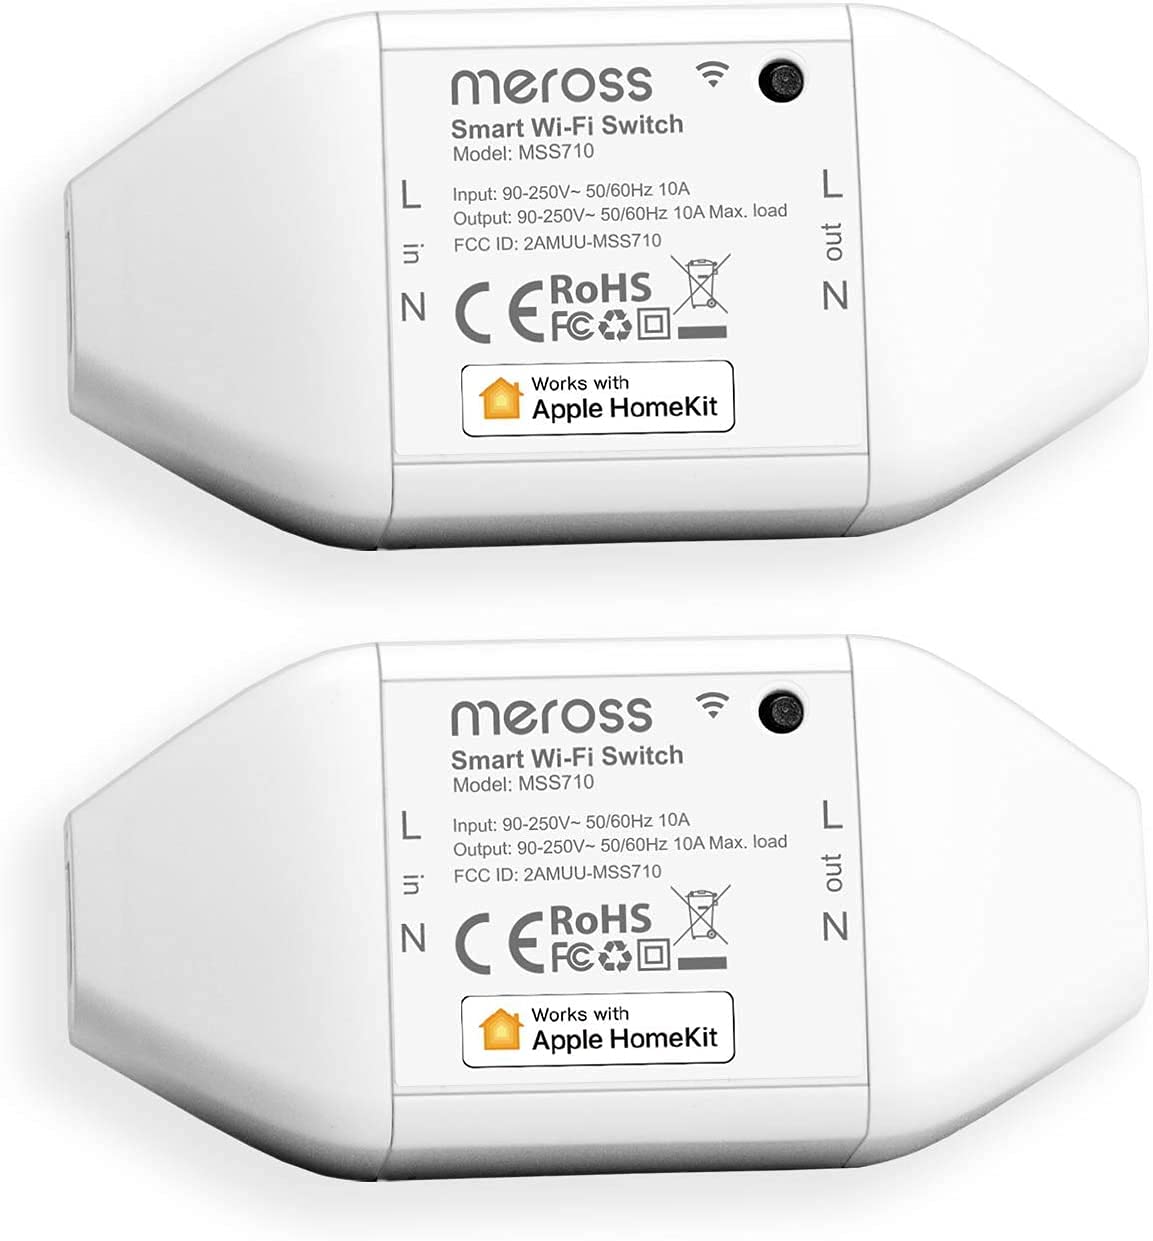 meross
Smart Wi-Fi Switch
Model: MSS710
L
in
N
Input: 90-250V~ 50/60Hz 10A
Output: 90-250V~ 50/60Hz 10A Max. load
FCC ID: 2AMUU-MSS710
L
out
N
CE RoHS
FC
Works with
Apple HomeKit
meross
Smart Wi-Fi Switch
Model: MSS710
L
in
N
Input: 90-250V~ 50/60Hz 10A
Output: 90-250V~ 50/60Hz 10A Max. load
FCC ID: 2AMUU-MSS710
L
out
N
CE RoHS
FC
Works with
Apple HomeKit